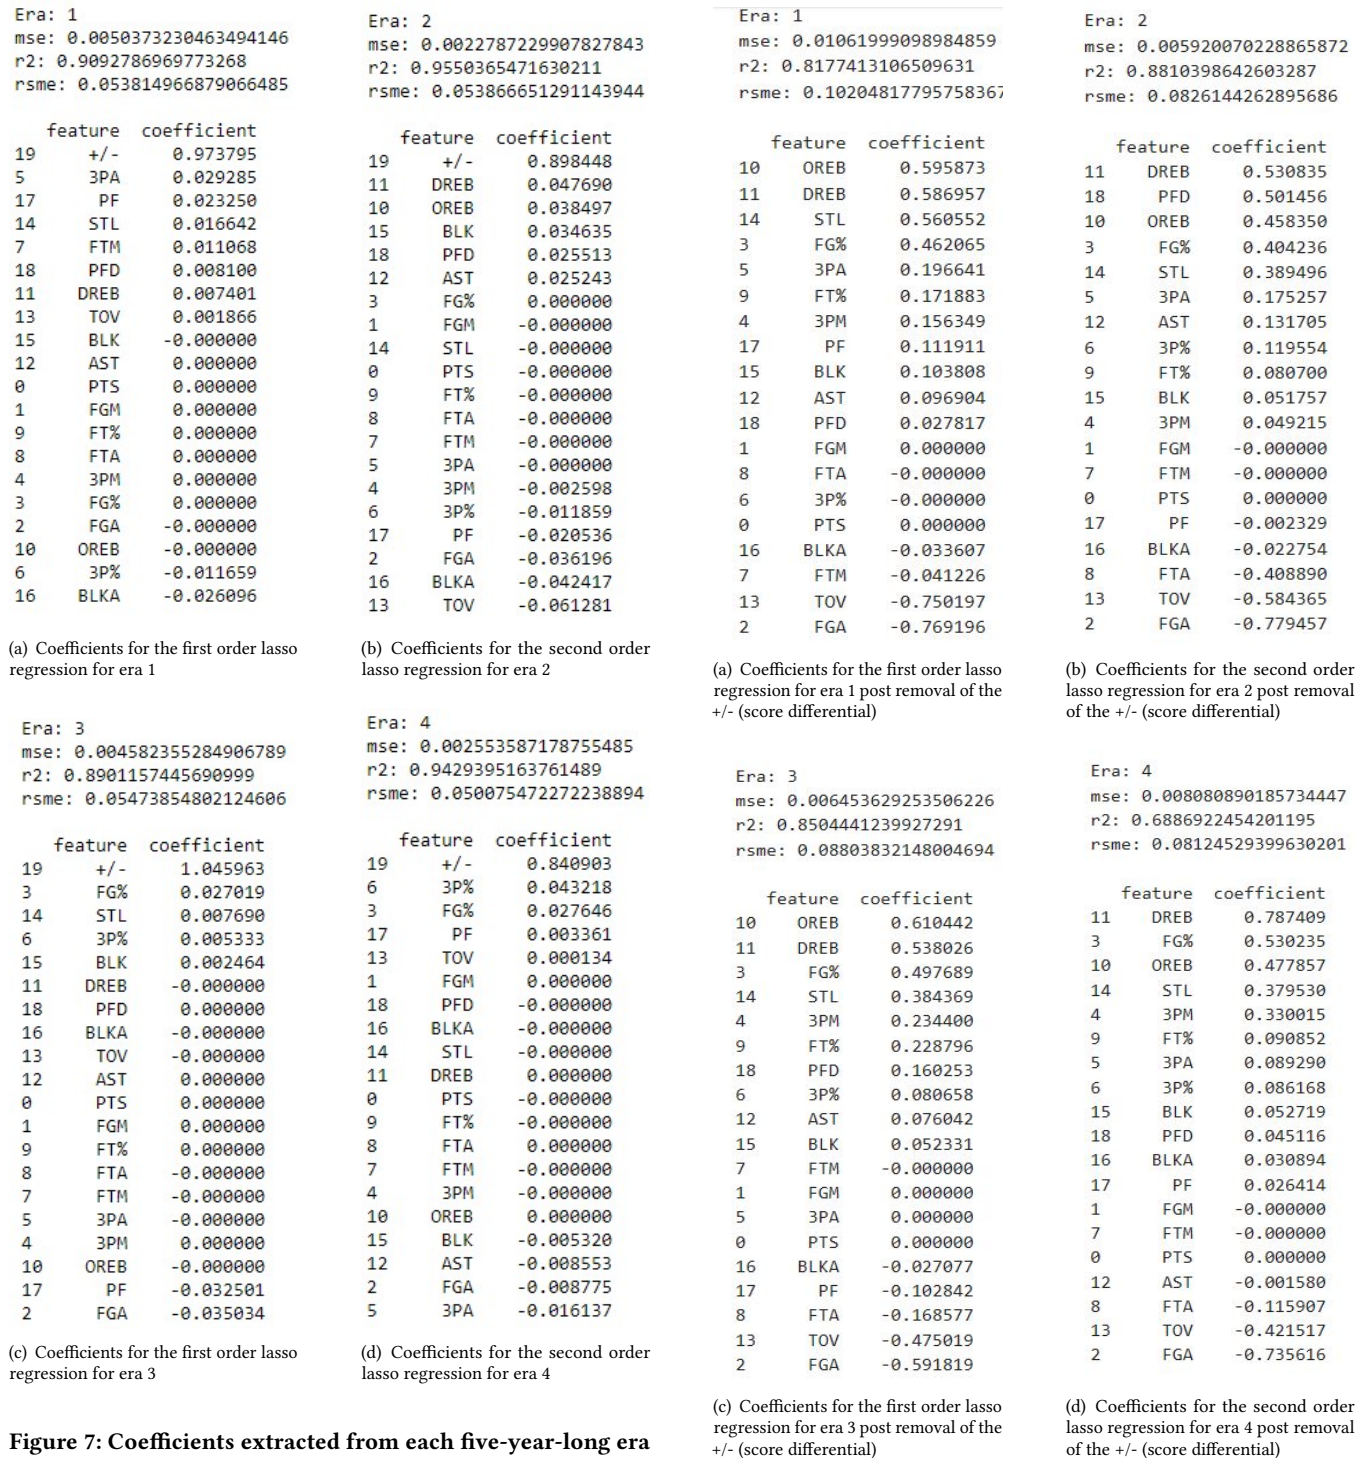 Era: 1
mse: 0.0050373230463494146
r2: 0.9092786969773268
rsme: 0.053814966879066485
feature coefficient
19 +/- 0.973795
5 3PA 0.029285
17 PF 0.023250
14 STL 0.016642
7 FTM 0.011068
18 PFD 0.008100
11 DREB 0.007401
13 TOV 0.001866
15 BLK -0.000000
12 AST 0.000000
0 PTS 0.000000
1 FGM 0.000000
9 FT% 0.000000
8 FTA 0.000000
4 3PM 0.000000
3 FG% 0.000000
2 FGA -0.000000
10 OREB -0.000000
6 3P% -0.011659
16 BLKA -0.026096
(a) Coefficients for the first order lasso
regression for era 1
Era: 2
mse: 0.0022787229907827843
r2: 0.9550365471630211
rsme: 0.053866651291143944
feature coefficient
19 +/- 0.898448
11 DREB 0.047690
10 OREB 0.038497
15 BLK 0.034635
18 PFD 0.025513
12 AST 0.025243
3 FG% 0.000000
1 FGM -0.000000
14 STL -0.000000
0 PTS -0.000000
9 FT% -0.000000
8 FTA -0.000000
7 FTM -0.000000
5 3PA -0.000000
4 3PM -0.002598
6 3P% -0.011859
17 PF -0.020536
2 FGA -0.036196
16 BLKA -0.042417
13 TOV -0.061281
(b) Coefficients for the second order
lasso regression for era 2
Era: 3
mse: 0.004582355284906789
r2: 0.8901157445690999
rsme: 0.05473854802124606
feature coefficient
19 +/- 1.045963
3 FG% 0.027019
14 STL 0.007690
6 3P% 0.005333
15 BLK 0.002464
11 DREB -0.000000
18 PFD 0.000000
16 BLKA -0.000000
13 TOV -0.000000
12 AST 0.000000
0 PTS 0.000000
1 FGM 0.000000
9 FT% 0.000000
8 FTA -0.000000
7 FTM -0.000000
5 3PA -0.000000
4 3PM 0.000000
10 OREB -0.000000
17 PF -0.032501
2 FGA -0.035034
(c) Coefficients for the first order lasso
regression for era 3
Era: 4
mse: 0.002553587178755485
r2: 0.9429395163761489
rsme: 0.050075472272238894
feature coefficient
19 +/- 0.840903
6 3P% 0.043218
3 FG% 0.027646
17 PF 0.003361
13 TOV 0.000134
1 FGM 0.000000
18 PFD -0.000000
16 BLKA -0.000000
14 STL -0.000000
11 DREB 0.000000
0 PTS -0.000000
9 FT% -0.000000
8 FTA 0.000000
7 FTM -0.000000
4 3PM -0.000000
10 OREB 0.000000
15 BLK -0.005320
12 AST -0.008553
2 FGA -0.008775
5 3PA -0.016137
(d) Coefficients for the second order
lasso regression for era 4
Figure 7: Coefficients extracted from each five-year-long era
Era: 1
mse: 0.01061999098984859
r2: 0.8177413106509631
rsme: 0.10204817795758367
feature coefficient
10 OREB 0.595873
11 DREB 0.586957
14 STL 0.560552
3 FG% 0.462065
5 3PA 0.196641
9 FT% 0.171883
4 3PM 0.156349
17 PF 0.111911
15 BLK 0.103808
12 AST 0.096904
18 PFD 0.027817
1 FGM 0.000000
8 FTA -0.000000
6 3P% -0.000000
0 PTS 0.000000
16 BLKA -0.033607
7 FTM -0.041226
13 TOV -0.750197
2 FGA -0.769196
(a) Coefficients for the first order lasso
regression for era 1 post removal of the
+/- (score differential)
Era: 2
mse: 0.005920070228865872
r2: 0.8810398642603287
rsme: 0.0826144262895686
feature coefficient
11 DREB 0.530835
18 PFD 0.501456
10 OREB 0.458350
3 FG% 0.404236
14 STL 0.389496
5 3PA 0.175257
12 AST 0.131705
6 3P% 0.119554
9 FT% 0.080700
15 BLK 0.051757
4 3PM 0.049215
1 FGM -0.000000
7 FTM -0.000000
0 PTS 0.000000
17 PF -0.002329
16 BLKA -0.022754
8 FTA -0.408890
13 TOV -0.584365
2 FGA -0.779457
(b) Coefficients for the second order
lasso regression for era 2 post removal
of the +/- (score differential)
Era: 3
mse: 0.006453629253506226
r2: 0.8504441239927291
rsme: 0.08803832148004694
feature coefficient
10 OREB 0.610442
11 DREB 0.538026
3 FG% 0.497689
14 STL 0.384369
4 3PM 0.234400
9 FT% 0.228796
18 PFD 0.160253
6 3P% 0.080658
12 AST 0.076042
15 BLK 0.052331
7 FTM -0.000000
1 FGM 0.000000
5 3PA 0.000000
0 PTS 0.000000
16 BLKA -0.027077
17 PF -0.102842
8 FTA -0.168577
13 TOV -0.475019
2 FGA -0.591819
(c) Coefficients for the first order lasso
regression for era 3 post removal of the
+/- (score differential)
Era: 4
mse: 0.008080890185734447
r2: 0.6886922454201195
rsme: 0.08124529399630201
feature coefficient
11 DREB 0.787409
3 FG% 0.530235
10 OREB 0.477857
14 STL 0.379530
4 3PM 0.330015
9 FT% 0.090852
5 3PA 0.089290
6 3P% 0.086168
15 BLK 0.052719
18 PFD 0.045116
16 BLKA 0.030894
17 PF 0.026414
1 FGM -0.000000
7 FTM -0.000000
0 PTS 0.000000
12 AST -0.001580
8 FTA -0.115907
13 TOV -0.421517
2 FGA -0.735616
(d) Coefficients for the second order
lasso regression for era 4 post removal
of the +/- (score differential)